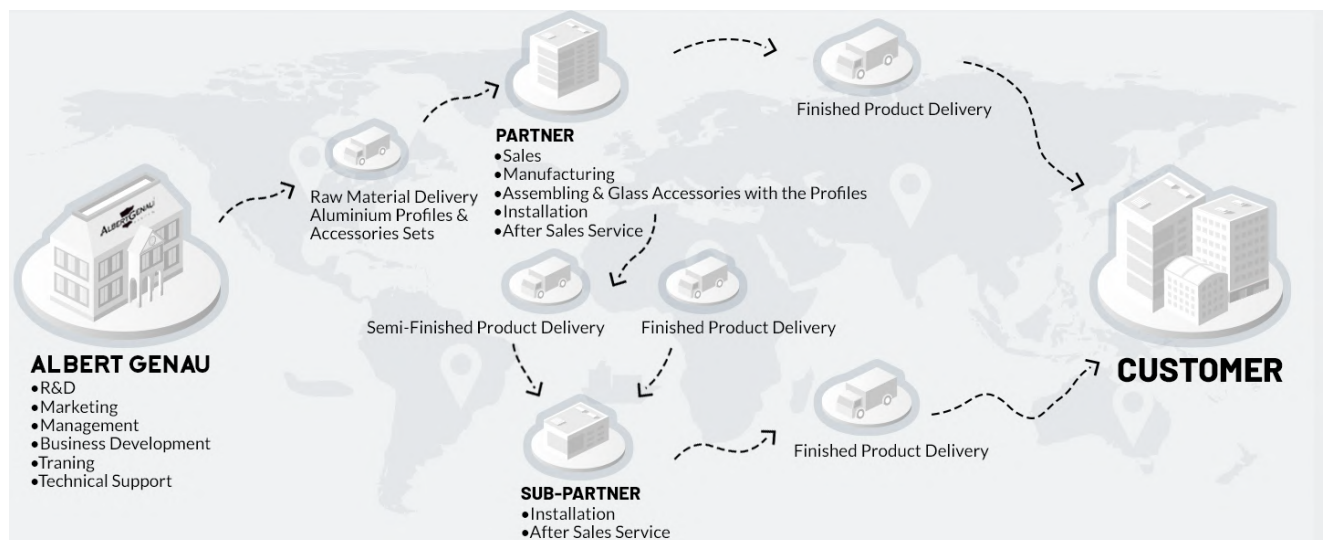 ALBERTGENAU
ALBERT GENAU
•R&D
•Marketing
•Management
•Business Development
•Traning
•Technical Support
Raw Material Delivery
Aluminium Profiles &
Accessories Sets
PARTNER
•Sales
•Manufacturing
•Assembling & Glass Accessories with the Profiles
•Installation
•After Sales Service
Finished Product Delivery
Semi-Finished Product Delivery
Finished Product Delivery
SUB-PARTNER
•Installation
•After Sales Service
Finished Product Delivery
CUSTOMER